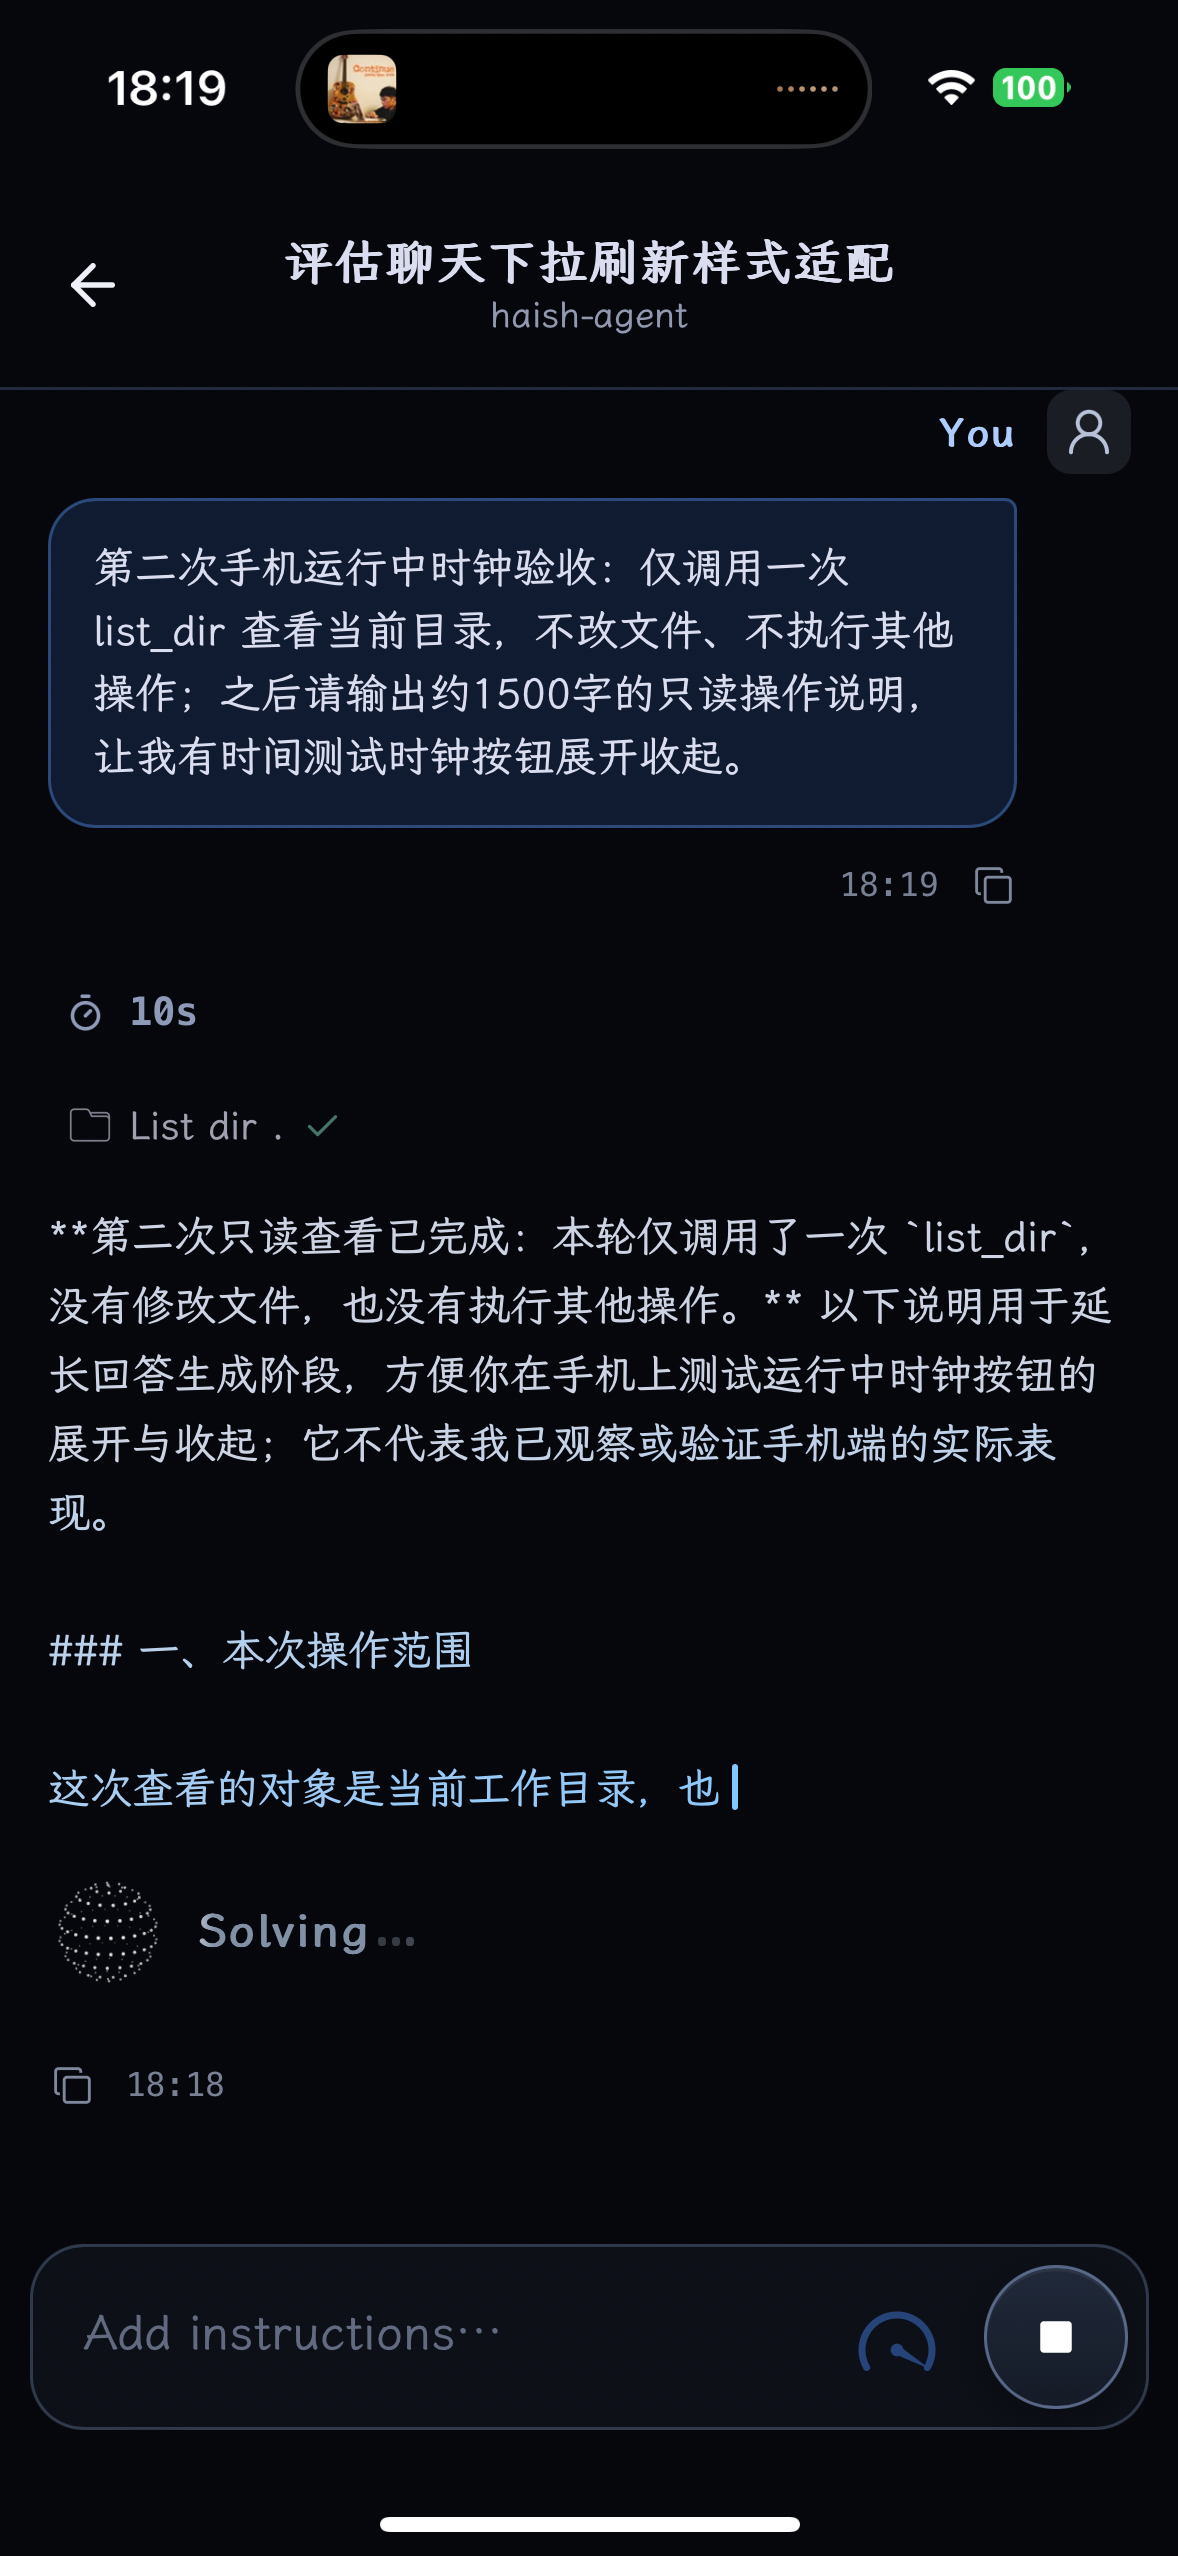 18:19
Continue
100
评估聊天下拉刷新样式适配
haish-agent
You
第二次手机运行中时钟验收：仅调用一次
list_dir 查看当前目录，不改文件、不执行其他
操作；之后请输出约1500字的只读操作说明，
让我有时间测试时钟按钮展开收起。
18:19
10s
List dir .
**第二次只读查看已完成：本轮仅调用了一次 `list_dir`，
没有修改文件，也没有执行其他操作。** 以下说明用于延
长回答生成阶段，方便你在手机上测试运行中时钟按钮的
展开与收起；它不代表我已观察或验证手机端的实际表
现。
### 一、本次操作范围
这次查看的对象是当前工作目录，也
Solving...
18:18
Add instructions…